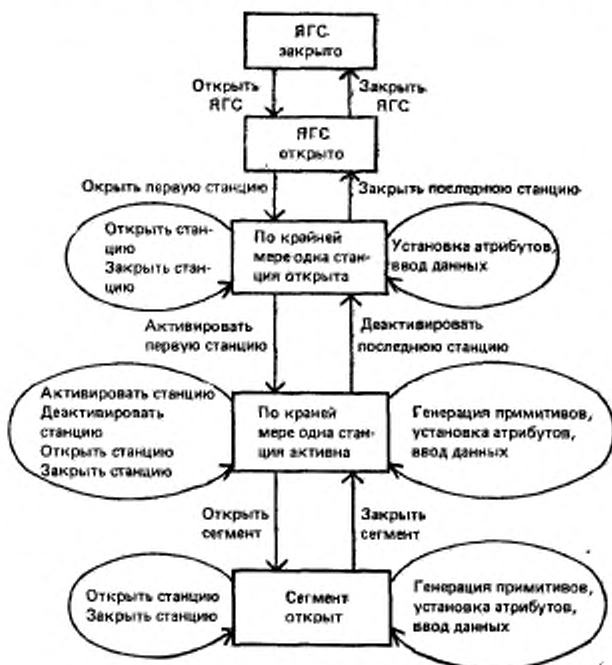 ЯГС
закрыто
Открыть
ЯГС
Закрыть
ЯГС
ЯГС
открыто
Окрыть первую станцию
Закрыть последнюю станцию
Открыть стан-
цию
Закрыть стан-
цию
По крайней
мере одна стан-
ция открыта
Установка атрибутов,
ввод данных
Активировать
первую станцию
Деактивировать
последнюю станцию
Активировать станцию
Деактивировать
станцию
Открыть станцию
Закрыть станцию
По краней
мере одна стан-
ция активна
Генерация примитивов,
установка атрибутов,
ввод данных
Открыть
сегмент
Закрыть
сегмент
Открыть станцию
Закрыть станцию
Сегмент
открыт
Генерация примитивов,
установка атрибутов,
ввод данных